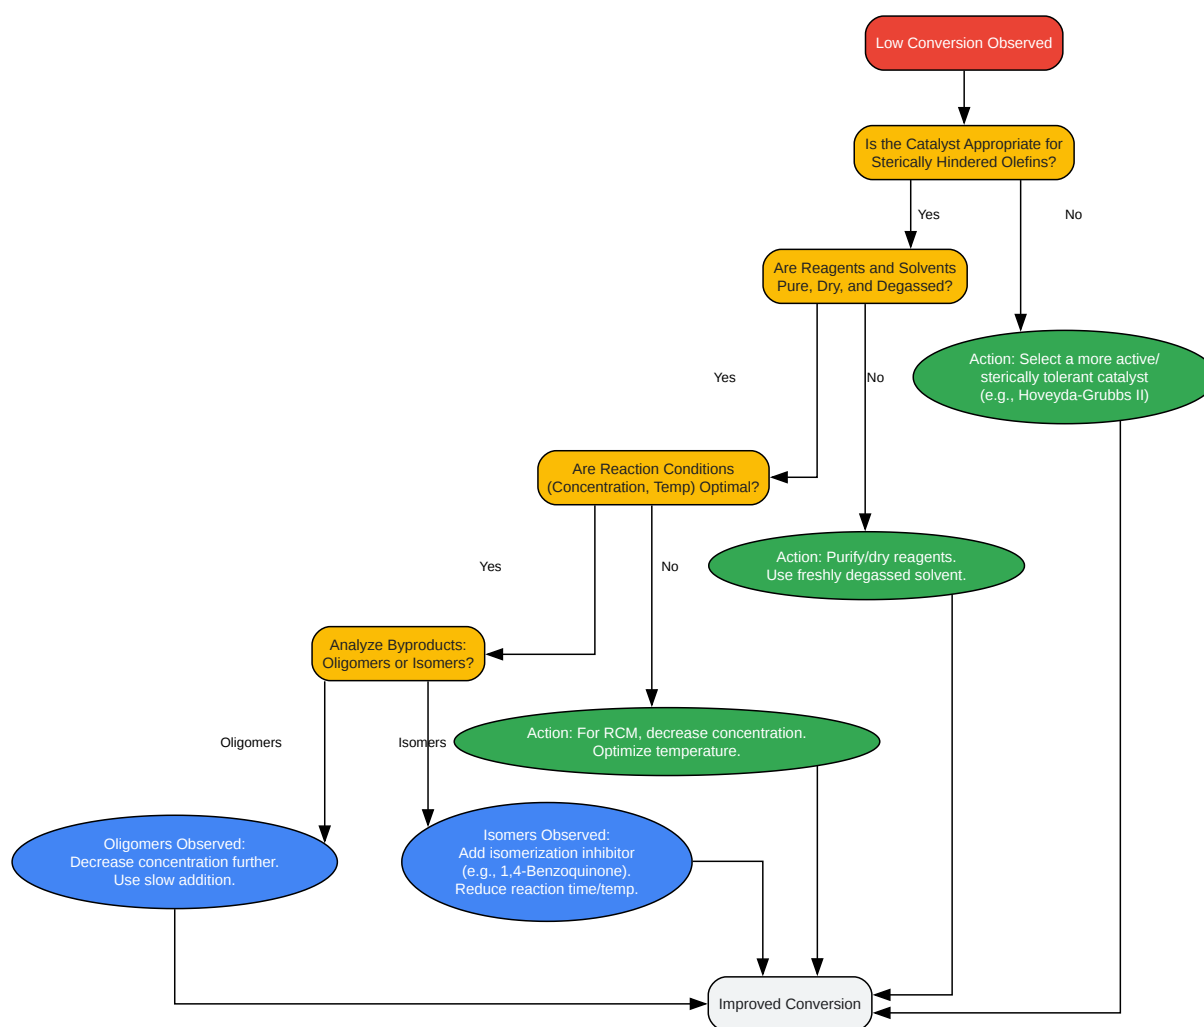 Low Conversion Observed
Is the Catalyst Appropriate for
Sterically Hindered Olefins?
Yes
No
Are Reagents and Solvents
Pure, Dry, and Degassed?
Yes
No
Action: Select a more active/
sterically tolerant catalyst
(e.g., Hoveyda-Grubbs II)
Are Reaction Conditions
(Concentration, Temp) Optimal?
Yes
No
Action: Purify/dry reagents.
Use freshly degassed solvent.
Analyze Byproducts:
Oligomers or Isomers?
Oligomers
Isomers
Action: For RCM, decrease concentration.
Optimize temperature.
Oligomers Observed:
Decrease concentration further.
Use slow addition.
Isomers Observed:
Add isomerization inhibitor
(e.g., 1,4-Benzoquinone).
Reduce reaction time/temp.
Improved Conversion